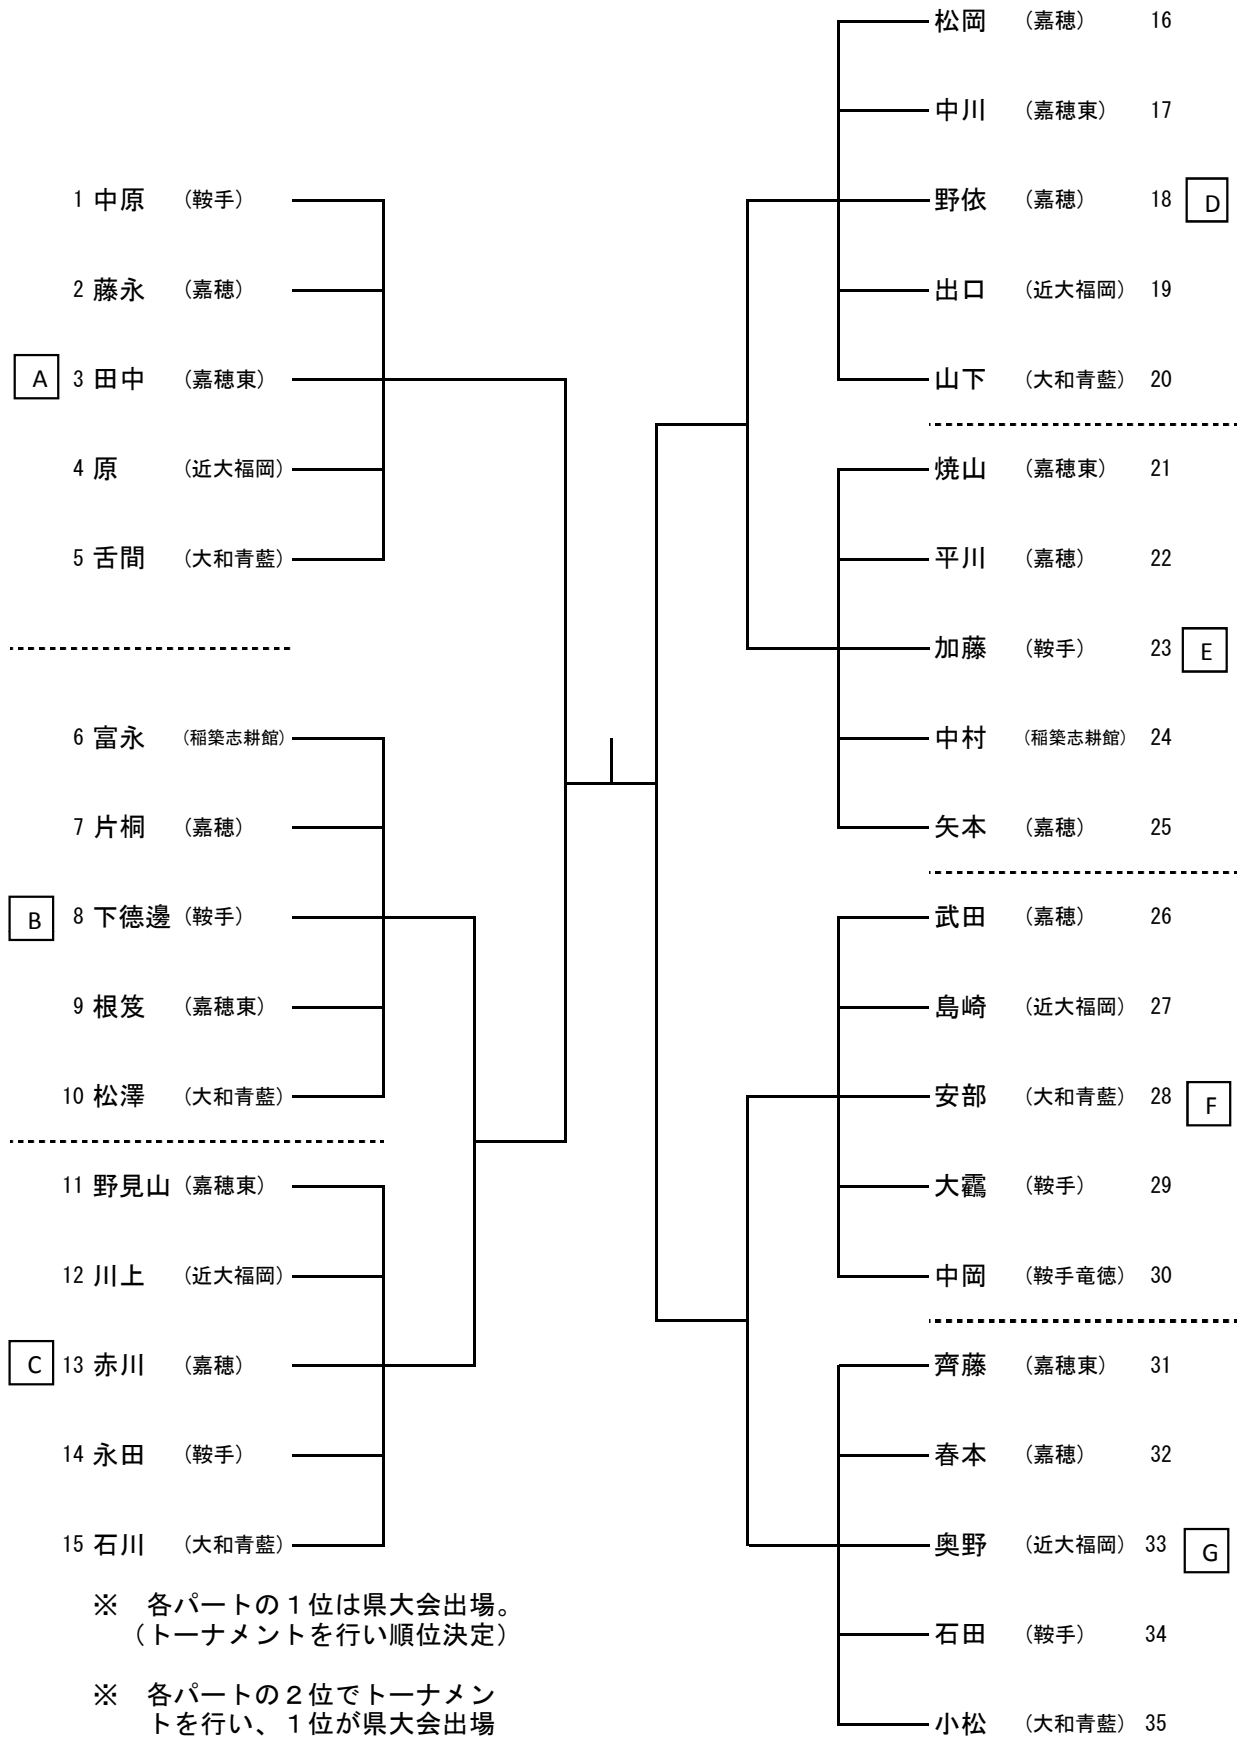 1 中原 (鞍手)
2 藤永 (嘉穂)
A 3 田中 (嘉穂東)
4 原 (近大福岡)
5 舌間 (大和青藍)
6 富永 (稲築志耕館)
7 片桐 (嘉穂)
B 8 下德邊 (鞍手)
9 根笈 (嘉穂東)
10 松澤 (大和青藍)
11 野見山 (嘉穂東)
12 川上 (近大福岡)
C 13 赤川 (嘉穂)
14 永田 (鞍手)
15 石川 (大和青藍)
※ 各パートの1位は県大会出場。
(トーナメントを行い順位決定)
※ 各パートの2位でトーナメン
トを行い、1位が県大会出場
松岡 (嘉穂) 16
中川 (嘉穂東) 17
野依 (嘉穂) 18 D
出口 (近大福岡) 19
山下 (大和青藍) 20
焼山 (嘉穂東) 21
平川 (嘉穂) 22
加藤 (鞍手) 23 E
中村 (稲築志耕館) 24
矢本 (嘉穂) 25
武田 (嘉穂) 26
島崎 (近大福岡) 27
安部 (大和青藍) 28 F
大靍 (鞍手) 29
中岡 (鞍手竜徳) 30
齊藤 (嘉穂東) 31
春本 (嘉穂) 32
奥野 (近大福岡) 33 G
石田 (鞍手) 34
小松 (大和青藍) 35